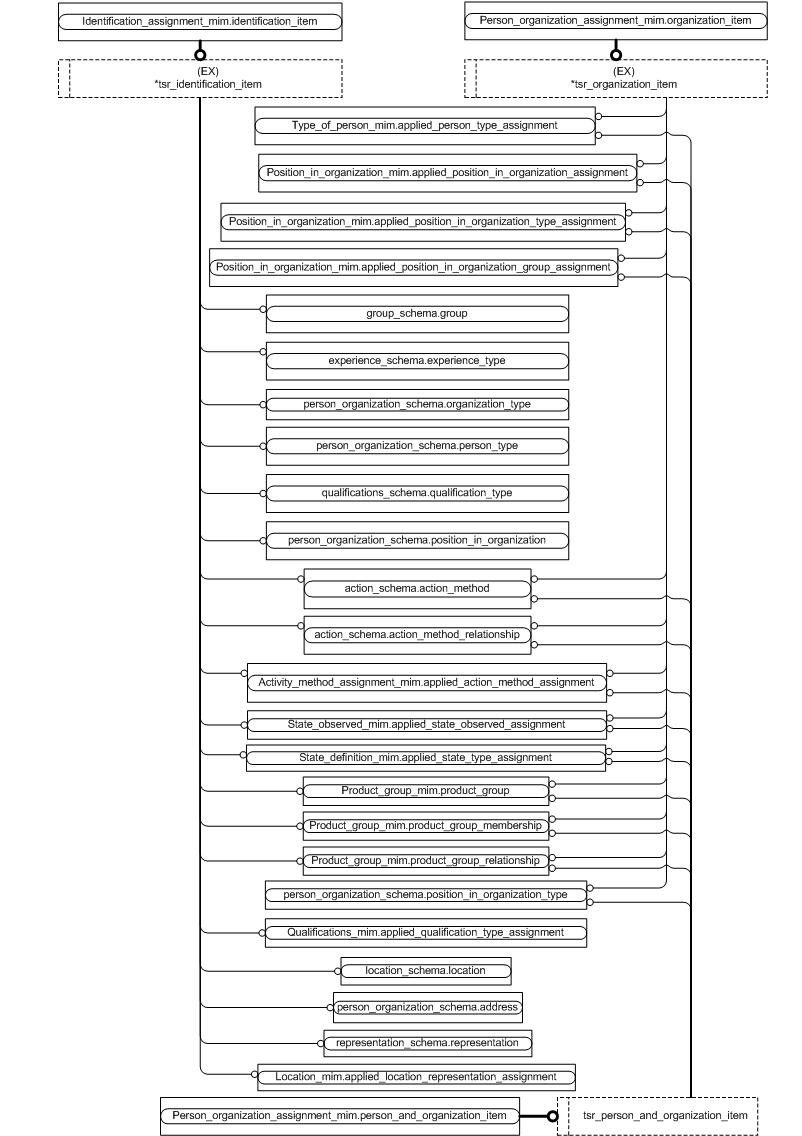 Identification_assignment_mim.identification_item
Person_organization_assignment_mim.organization_item
(EX)
*tsr_identification_item
(EX)
*tsr_organization_item
Type_of_person_mim.applied_person_type_assignment
Position_in_organization_mim.applied_position_in_organization_assignment
Position_in_organization_mim.applied_position_in_organization_type_assignment
Position_in_organization_mim.applied_position_in_organization_group_assignment
group_schema.group
experience_schema.experience_type
person_organization_schema.organization_type
person_organization_schema.person_type
qualifications_schema.qualification_type
person_organization_schema.position_in_organization
action_schema.action_method
action_schema.action_method_relationship
Activity_method_assignment_mim.applied_action_method_assignment
State_observed_mim.applied_state_observed_assignment
State_definition_mim.applied_state_type_assignment
Product_group_mim.product_group
Product_group_mim.product_group_membership
Product_group_mim.product_group_relationship
person_organization_schema.position_in_organization_type
Qualifications_mim.applied_qualification_type_assignment
location_schema.location
person_organization_schema.address
representation_schema.representation
Location_mim.applied_location_representation_assignment
Person_organization_assignment_mim.person_and_organization_item
tsr_person_and_organization_item